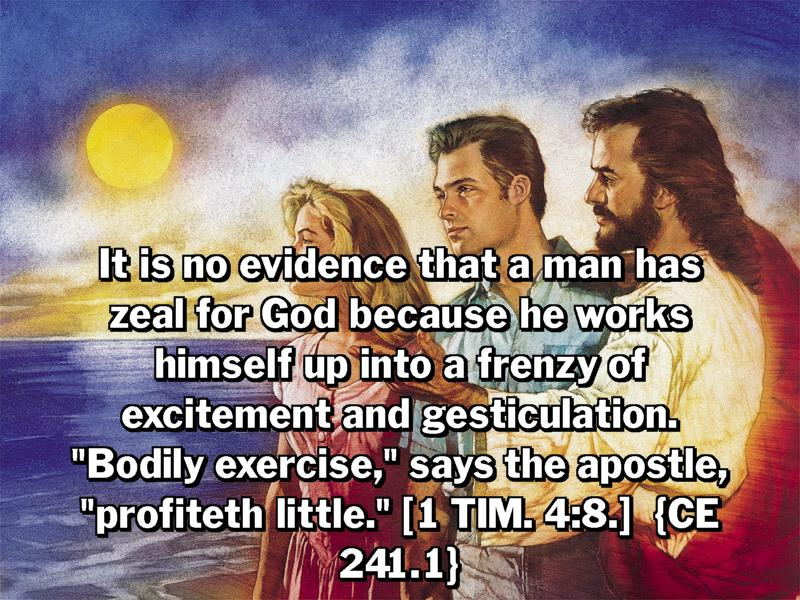 It is no evidence that a man has
zeal for God because he works
himself up into a frenzy of
excitement and gesticulation.
"Bodily exercise," says the apostle,
"profiteth little." [1 TIM. 4:8.]  {CE
241.1}